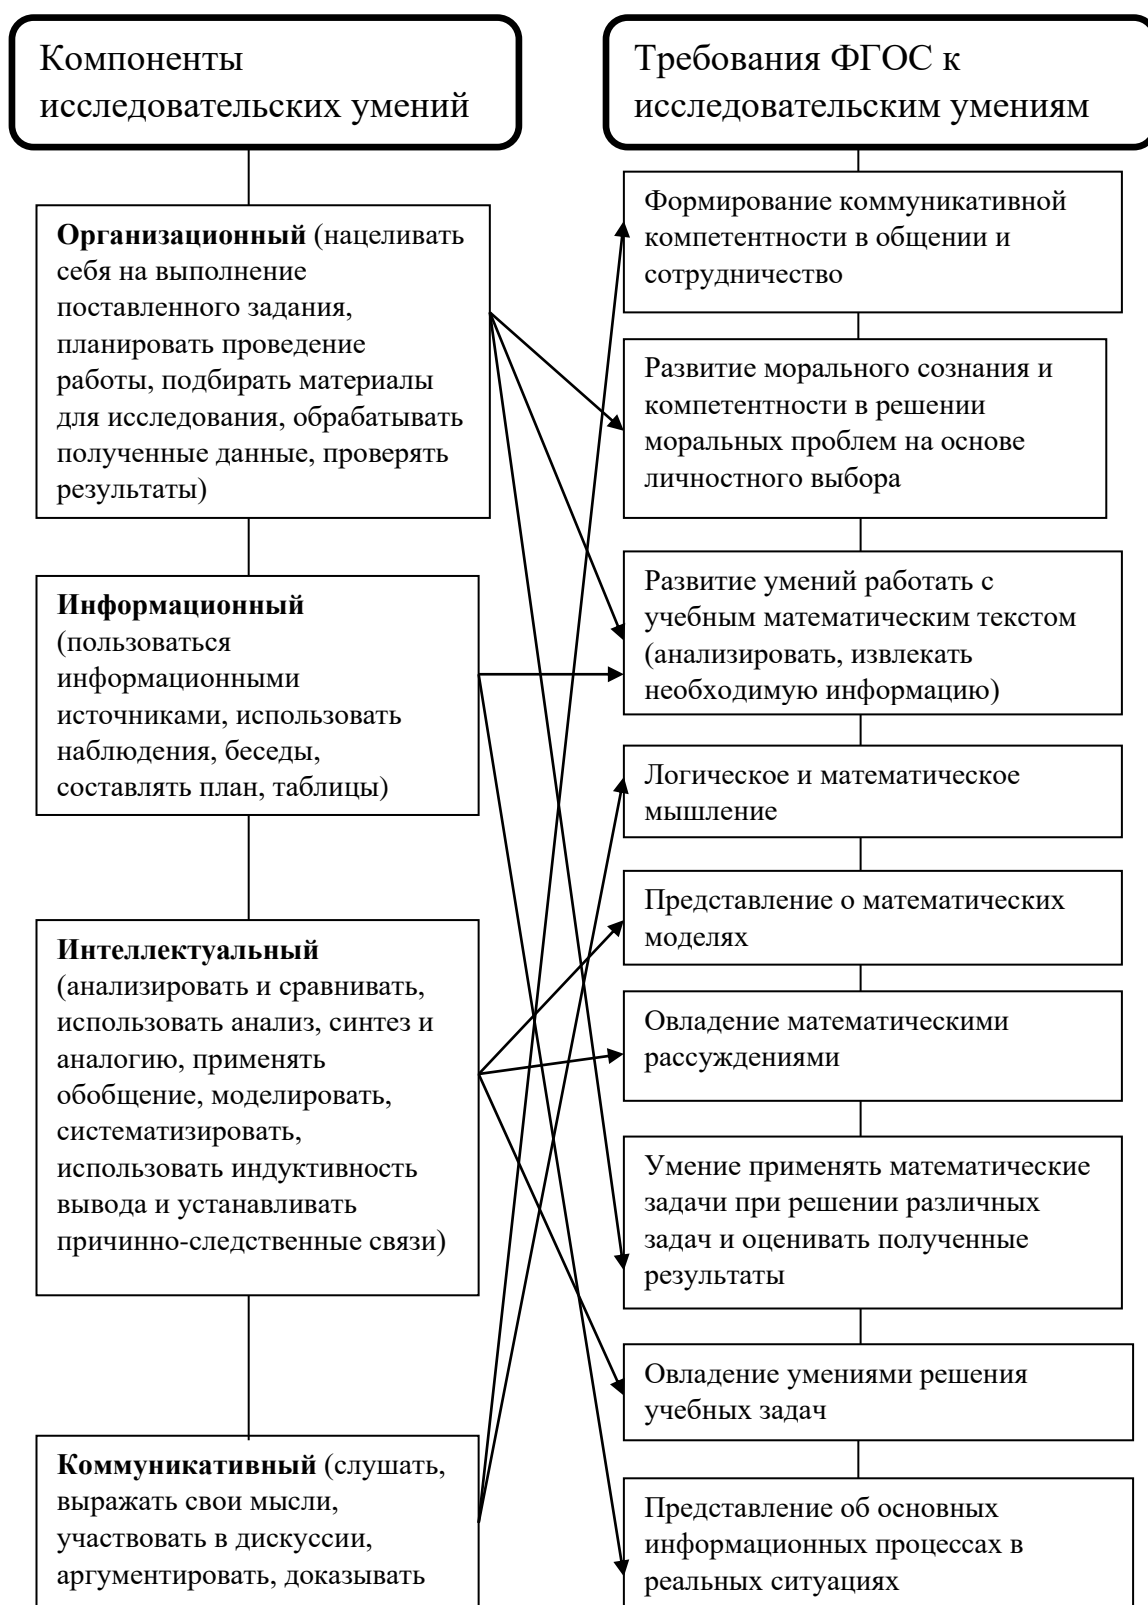 Компоненты
исследовательских умений
Организационный (нацеливать
себя на выполнение
поставленного задания,
планировать проведение
работы, подбирать материалы
для исследования, обрабатывать
полученные данные, проверять
результаты)
Информационный
(пользоваться
информационными
источниками, использовать
наблюдения, беседы,
составлять план, таблицы)
Интеллектуальный
(анализировать и сравнивать,
использовать анализ, синтез и
аналогию, применять
обобщение, моделировать,
систематизировать,
использовать индуктивность
вывода и устанавливать
причинно-следственные связи)
Коммуникативный (слушать,
выражать свои мысли,
участвовать в дискуссии,
аргументировать, доказывать
Требования ФГОС к
исследовательским умениям
Формирование коммуникативной
компетентности в общении и
сотрудничество
Развитие морального сознания и
компетентности в решении
моральных проблем на основе
личностного выбора
Развитие умений работать с
учебным математическим текстом
(анализировать, извлекать
необходимую информацию)
Логическое и математическое
мышление
Представление о математических
моделях
Овладение математическими
рассуждениями
Умение применять математические
задачи при решении различных
задач и оценивать полученные
результаты
Овладение умениями решения
учебных задач
Представление об основных
информационных процессах в
реальных ситуациях